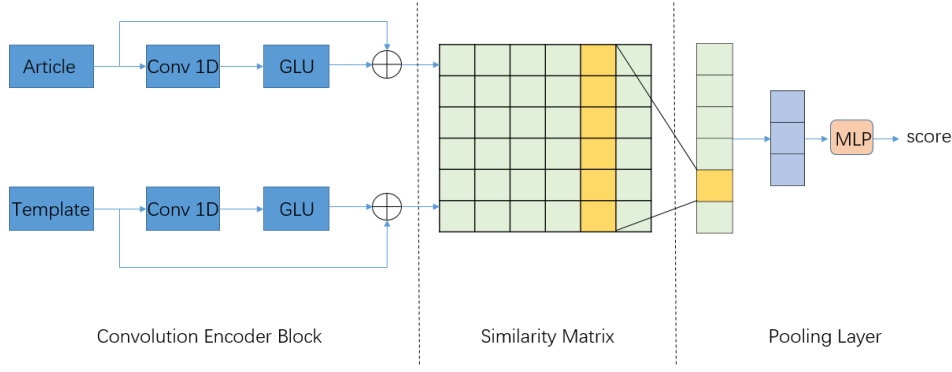 Article
Conv 1D
GLU
Template
Conv 1D
GLU
MLP
score
Convolution Encoder Block
Similarity Matrix
Pooling Layer